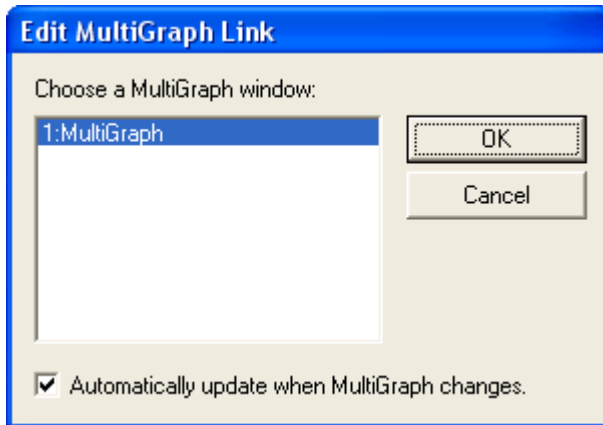 Edit MultiGraph Link
Choose a MultiGraph window:
1:MultiGraph
OK
Cancel
Automatically update when MultiGraph changes.